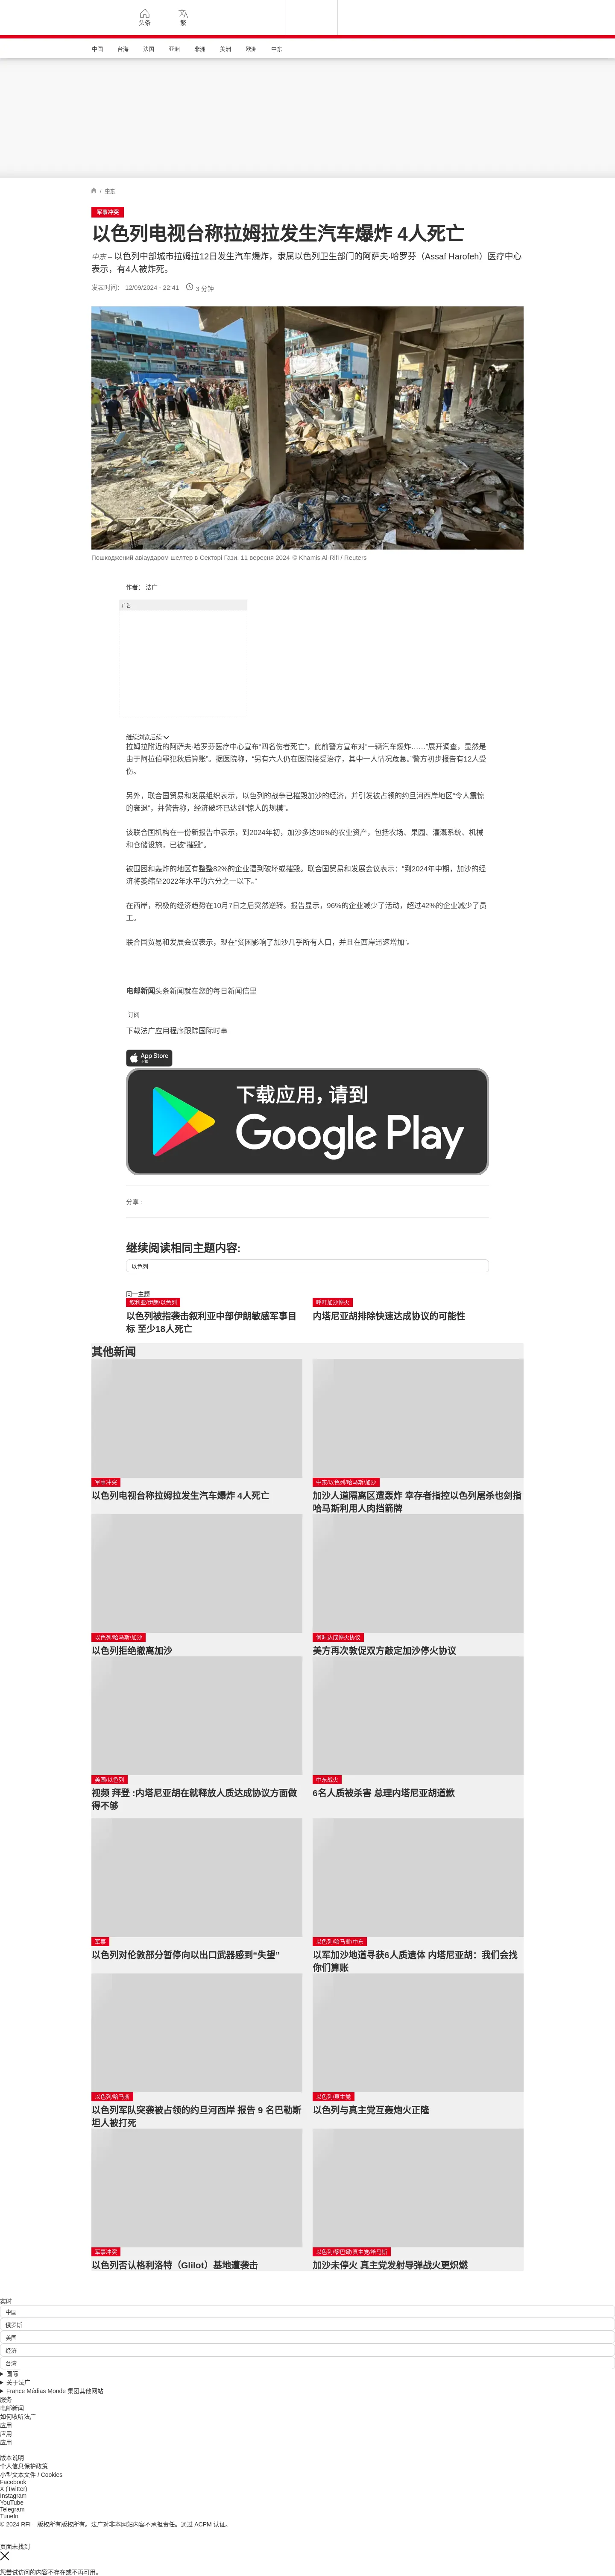 头条
繁
中国
台海
法国
亚洲
非洲
美洲
欧洲
中东
/ 中东
军事冲突
以色列电视台称拉姆拉发生汽车爆炸 4人死亡
中东 – 以色列中部城市拉姆拉12日发生汽车爆炸，隶属以色列卫生部门的阿萨夫·哈罗芬（Assaf Harofeh）医疗中心
表示，有4人被炸死。
发表时间： 12/09/2024 - 22:41 3 分钟
Пошкоджений авіаударом шелтер в Секторі Гази. 11 вересня 2024 © Khamis Al-Rifi / Reuters
作者： 法广
广告
继续浏览后续
拉姆拉附近的阿萨夫·哈罗芬医疗中心宣布“四名伤者死亡”，此前警方宣布对“一辆汽车爆炸……”展开调查，显然是
由于阿拉伯罪犯秋后算账”。据医院称，“另有六人仍在医院接受治疗，其中一人情况危急。”警方初步报告有12人受
伤。
另外，联合国贸易和发展组织表示，以色列的战争已摧毁加沙的经济，并引发被占领的约旦河西岸地区“令人震惊
的衰退”，并警告称，经济破坏已达到“惊人的规模”。
该联合国机构在一份新报告中表示，到2024年初，加沙多达96%的农业资产，包括农场、果园、灌溉系统、机械
和仓储设施，已被“摧毁”。
被围困和轰炸的地区有整整82%的企业遭到破坏或摧毁。联合国贸易和发展会议表示：“到2024年中期，加沙的经
济将萎缩至2022年水平的六分之一以下。”
在西岸，积极的经济趋势在10月7日之后突然逆转。报告显示，96%的企业减少了活动，超过42%的企业减少了员
工。
联合国贸易和发展会议表示，现在“贫困影响了加沙几乎所有人口，并且在西岸迅速增加”。
电邮新闻头条新闻就在您的每日新闻信里
订阅
下载法广应用程序跟踪国际时事
App Store
下载
下载应用，请到
Google Play
分享 :
继续阅读相同主题内容:
以色列
同一主题
叙利亚/伊朗/以色列
以色列被指袭击叙利亚中部伊朗敏感军事目
标 至少18人死亡
呼吁加沙停火
内塔尼亚胡排除快速达成协议的可能性
其他新闻
军事冲突
以色列电视台称拉姆拉发生汽车爆炸 4人死亡
中东/以色列/哈马斯/加沙
加沙人道隔离区遭轰炸 幸存者指控以色列屠杀也剑指
哈马斯利用人肉挡箭牌
以色列/哈马斯/加沙
以色列拒绝撤离加沙
何时达成停火协议
美方再次敦促双方敲定加沙停火协议
美国/以色列
视频 拜登 :内塔尼亚胡在就释放人质达成协议方面做
得不够
中东战火
6名人质被杀害 总理内塔尼亚胡道歉
军事
以色列对伦敦部分暂停向以出口武器感到“失望”
以色列/哈马斯/中东
以军加沙地道寻获6人质遗体 内塔尼亚胡：我们会找
你们算账
以色列/哈马斯
以色列军队突袭被占领的约旦河西岸 报告 9 名巴勒斯
坦人被打死
以色列/真主党
以色列与真主党互轰炮火正隆
军事冲突
以色列否认格利洛特（Glilot）基地遭袭击
以色列/黎巴嫩/真主党/哈马斯
加沙未停火 真主党发射导弹战火更炽燃
实时
中国
俄罗斯
美国
经济
台湾
国际
关于法广
France Médias Monde 集团其他网站
服务
电邮新闻
如何收听法广
应用
应用
应用
版本说明
个人信息保护政策
小型文本文件 / Cookies
Facebook
X (Twitter)
Instagram
YouTube
Telegram
TuneIn
© 2024 RFI – 版权所有版权所有。法广对非本网站内容不承担责任。通过 ACPM 认证。
页面未找到
您尝试访问的内容不存在或不再可用。